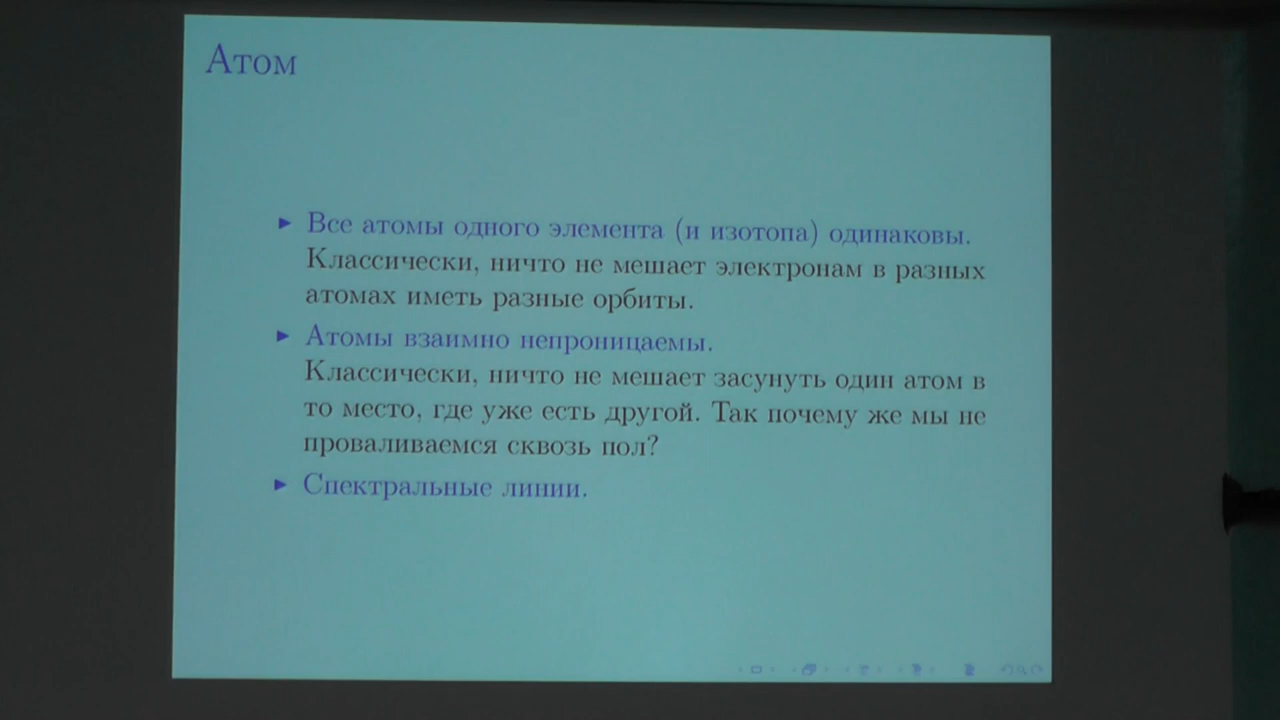 Атом
Все атомы одного элемента (и изотопа) одинаковы.
Классически, ничто не мешает электронам в разных
атомах иметь разные орбиты.
Атомы взаимно непроницаемы.
Классически, ничто не мешает засунуть один атом в
то место, где уже есть другой. Так почему же мы не
проваливаемся сквозь пол?
Спектральные линии.